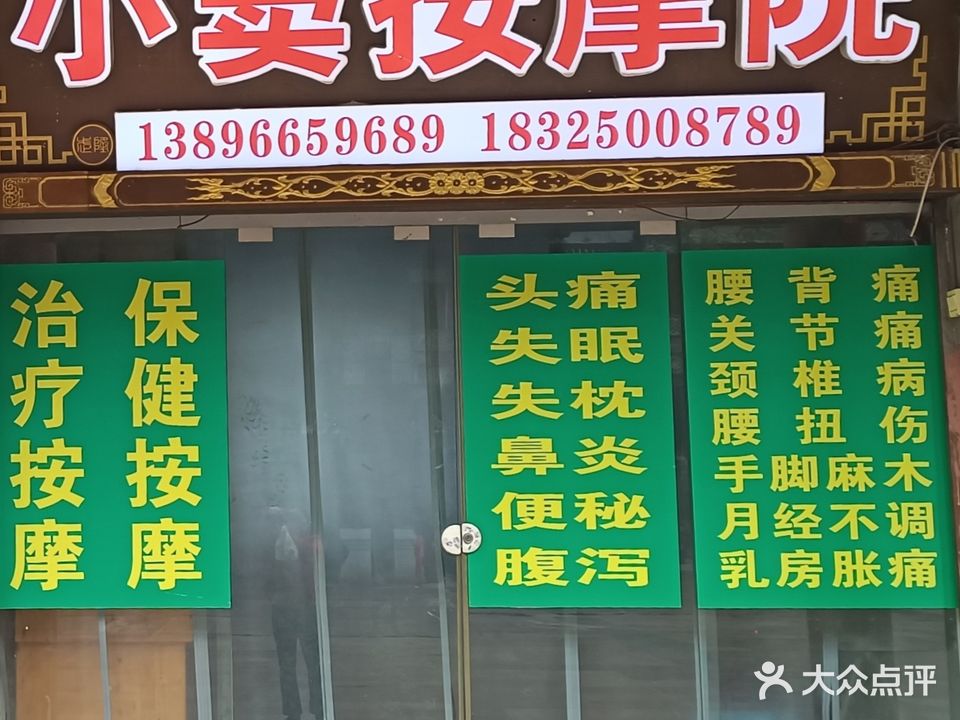 小窦按摩院
13896659689 18325008789
保健按摩
治疗按摩
头痛
失眠
失枕
鼻炎
便秘
腹泻
腰背痛
关节痛
颈椎病
腰扭伤
手脚麻木
月经不调
乳房胀痛
大众点评